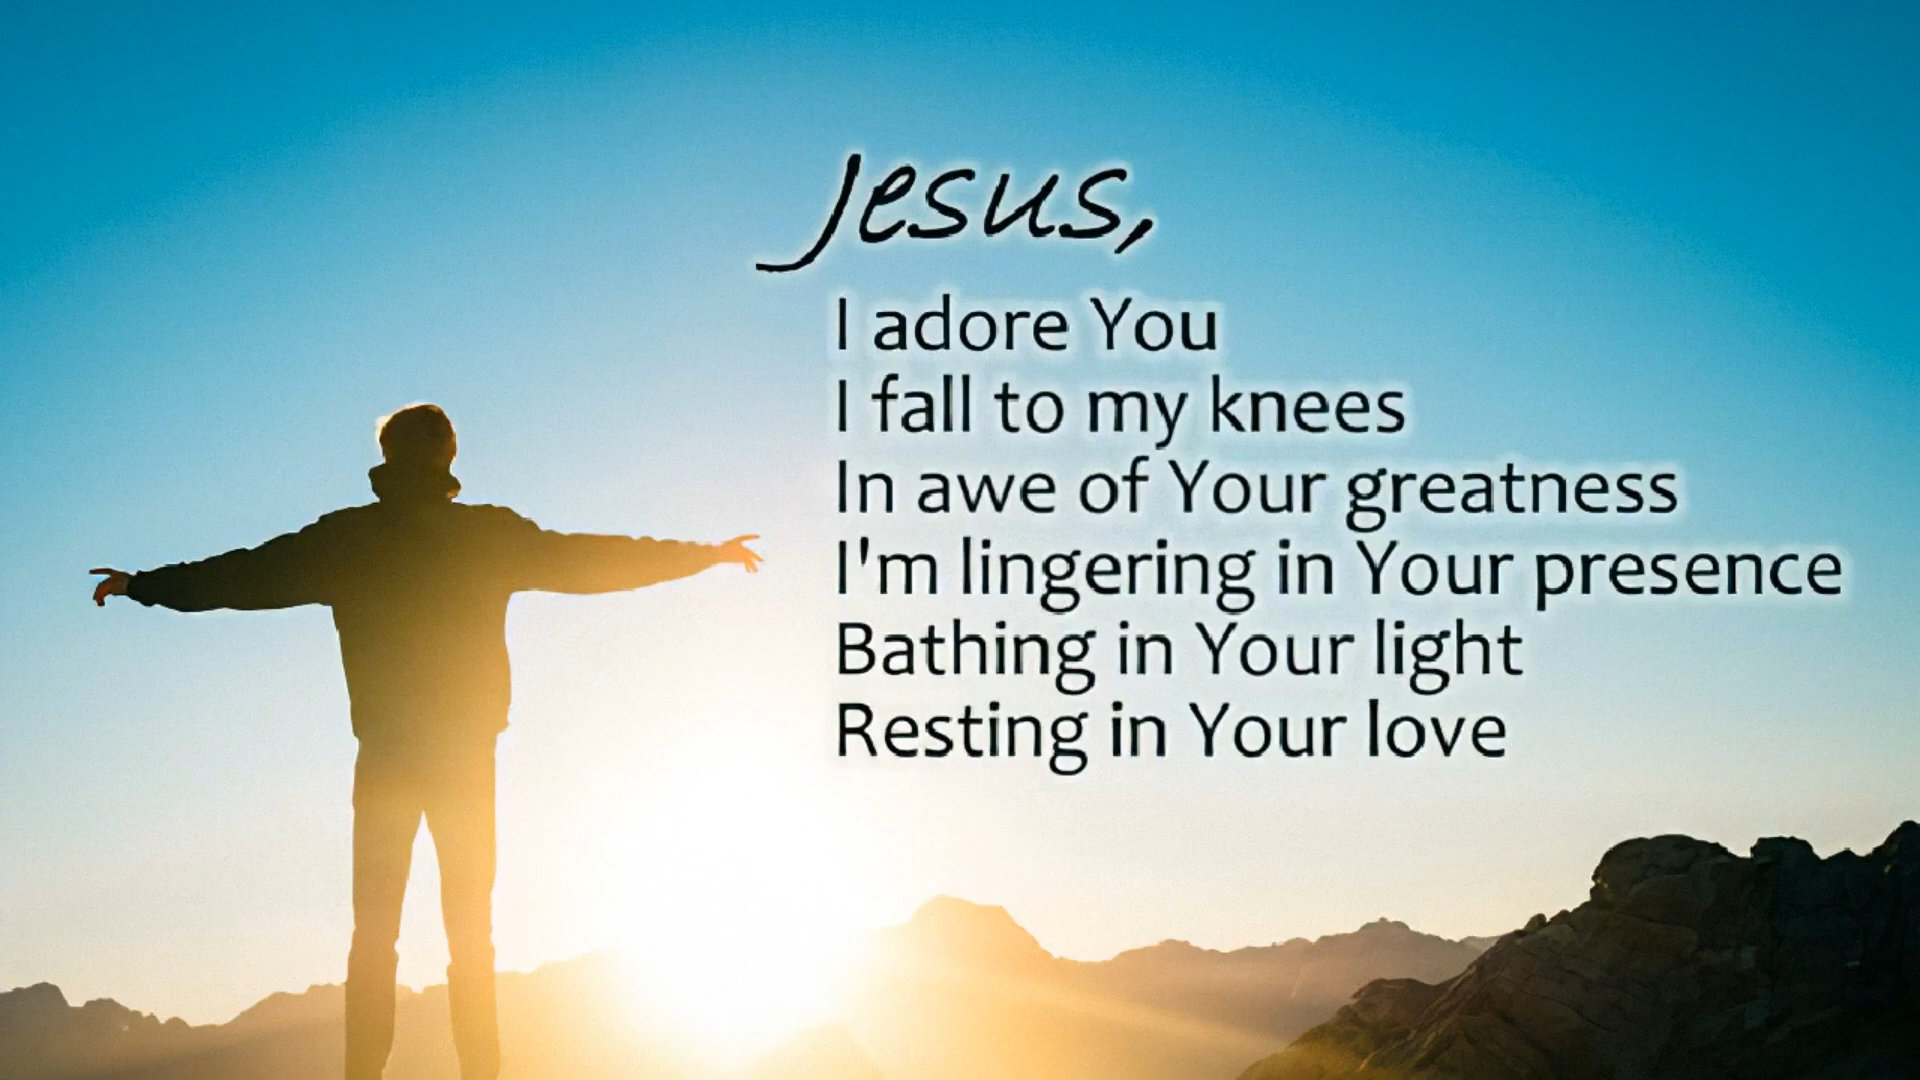 Jesus,
I adore You
I fall to my knees
In awe of Your greatness
I'm lingering in Your presence
Bathing in Your light
Resting in Your love